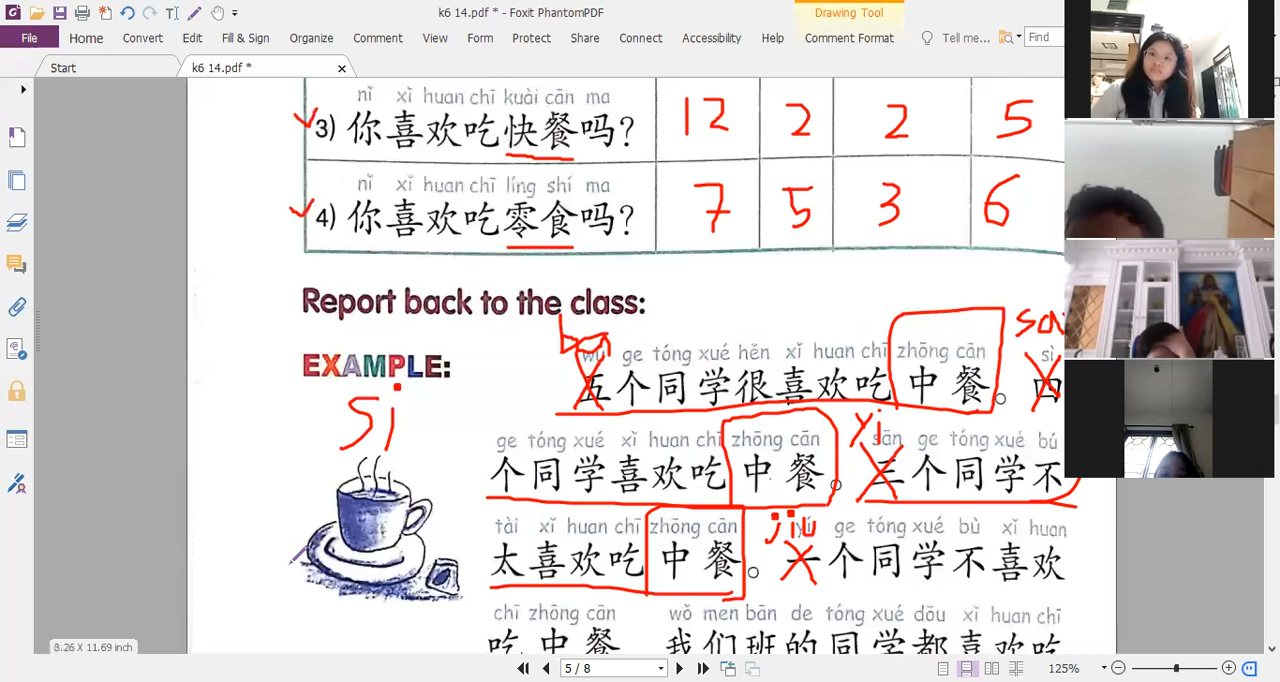 k6 14.pdf * - Foxit PhantomPDF
Drawing Tool
File Home Convert Edit Fill & Sign Organize Comment View Form Protect Share Connect Accessibility Help Comment Format Tell me... Find
Start k6 14.pdf *
nǐ xǐ huan chī kuài cān ma
3) 你喜欢吃快餐吗? 12 2 2 5
nǐ xǐ huan chī líng shí ma
4) 你喜欢吃零食吗? 7 5 3 6
Report back to the class:
EXAMPLE:
wǔ ge tóng xué hěn xǐ huan chī zhōng cān sì
五个同学很喜欢吃中餐。四
si
yi
ge tóng xué xǐ huan chī zhōng cān sān ge tóng xué bú
个同学喜欢吃中餐。三个同学不
jiu
tài xǐ huan chī zhōng cān yí ge tóng xué bù xǐ huan
太喜欢吃中餐。一个同学不喜欢
chī zhōng cān wǒ men bān de tóng xué dōu xǐ huan chī
吃中餐 我们班的同学都喜欢吃
8.26 X 11.69 inch
5 / 8
125%